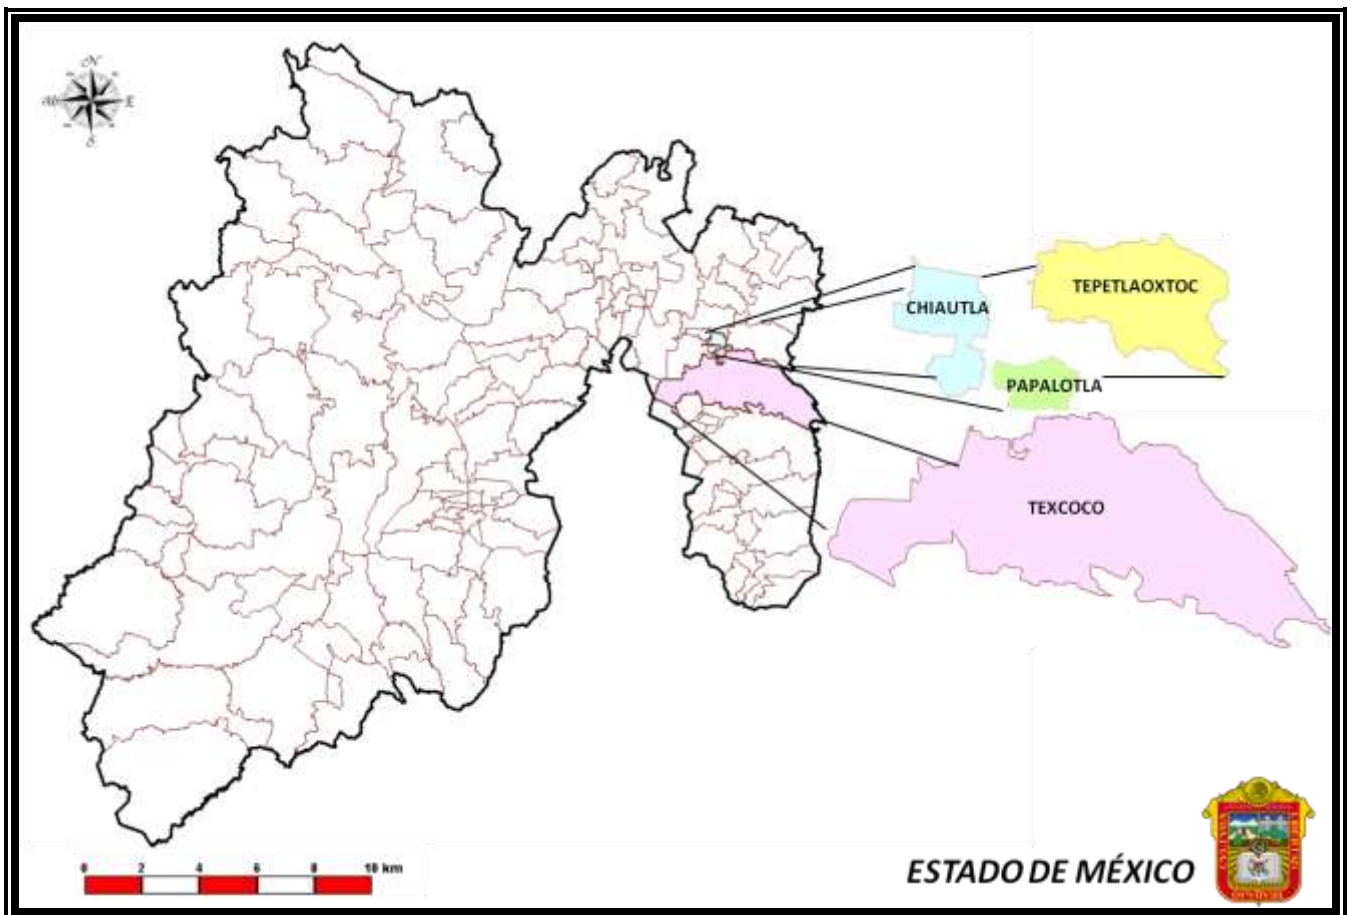 N
E
S
TEPETLAOXTOC
CHIAUTLA
PAPALOTLA
TEXCOCO
0 2 4 6 8 10 km
ESTADO DE MÉXICO